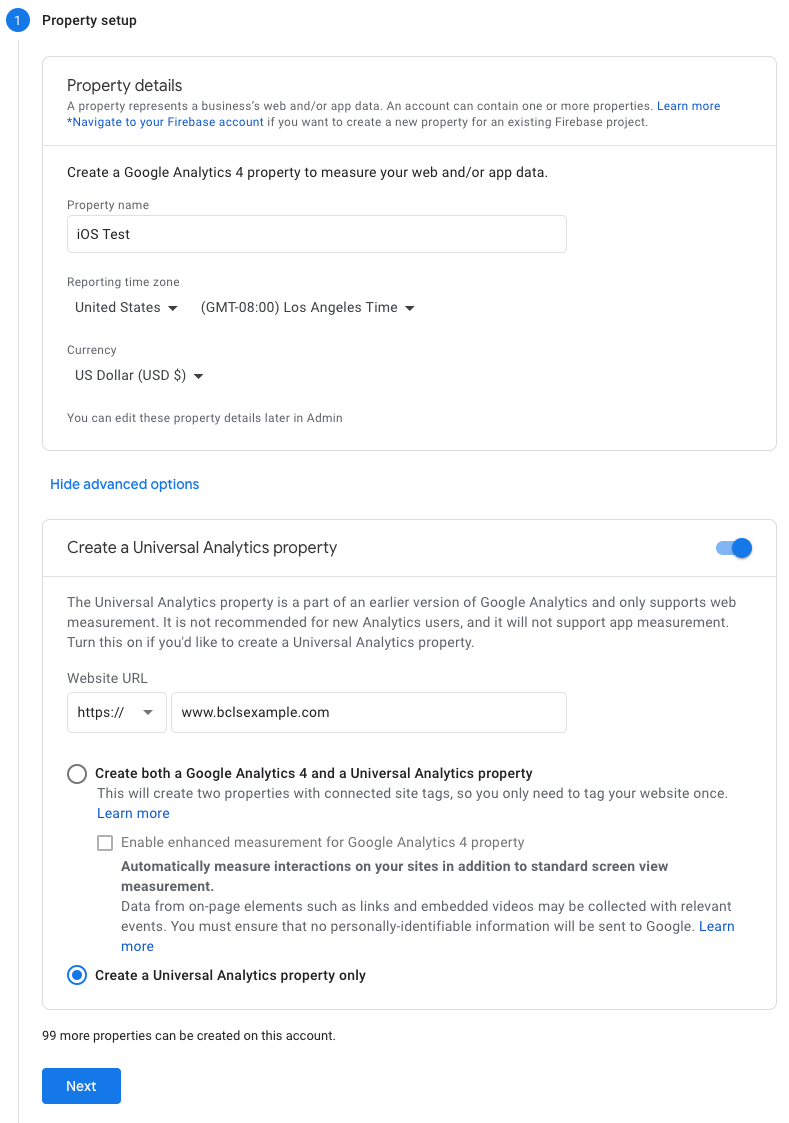 1 Property setup
Property details
A property represents a business's web and/or app data. An account can contain one or more properties. Learn more
*Navigate to your Firebase account if you want to create a new property for an existing Firebase project.
Create a Google Analytics 4 property to measure your web and/or app data.
Property name
iOS Test
Reporting time zone
United States (GMT-08:00) Los Angeles Time
Currency
US Dollar (USD $)
You can edit these property details later in Admin
Hide advanced options
Create a Universal Analytics property
The Universal Analytics property is a part of an earlier version of Google Analytics and only supports web
measurement. It is not recommended for new Analytics users, and it will not support app measurement.
Turn this on if you'd like to create a Universal Analytics property.
Website URL
https:// www.bclsexample.com
Create both a Google Analytics 4 and a Universal Analytics property
This will create two properties with connected site tags, so you only need to tag your website once.
Learn more
Enable enhanced measurement for Google Analytics 4 property
Automatically measure interactions on your sites in addition to standard screen view
measurement.
Data from on-page elements such as links and embedded videos may be collected with relevant
events. You must ensure that no personally-identifiable information will be sent to Google. Learn
more
Create a Universal Analytics property only
99 more properties can be created on this account.
Next